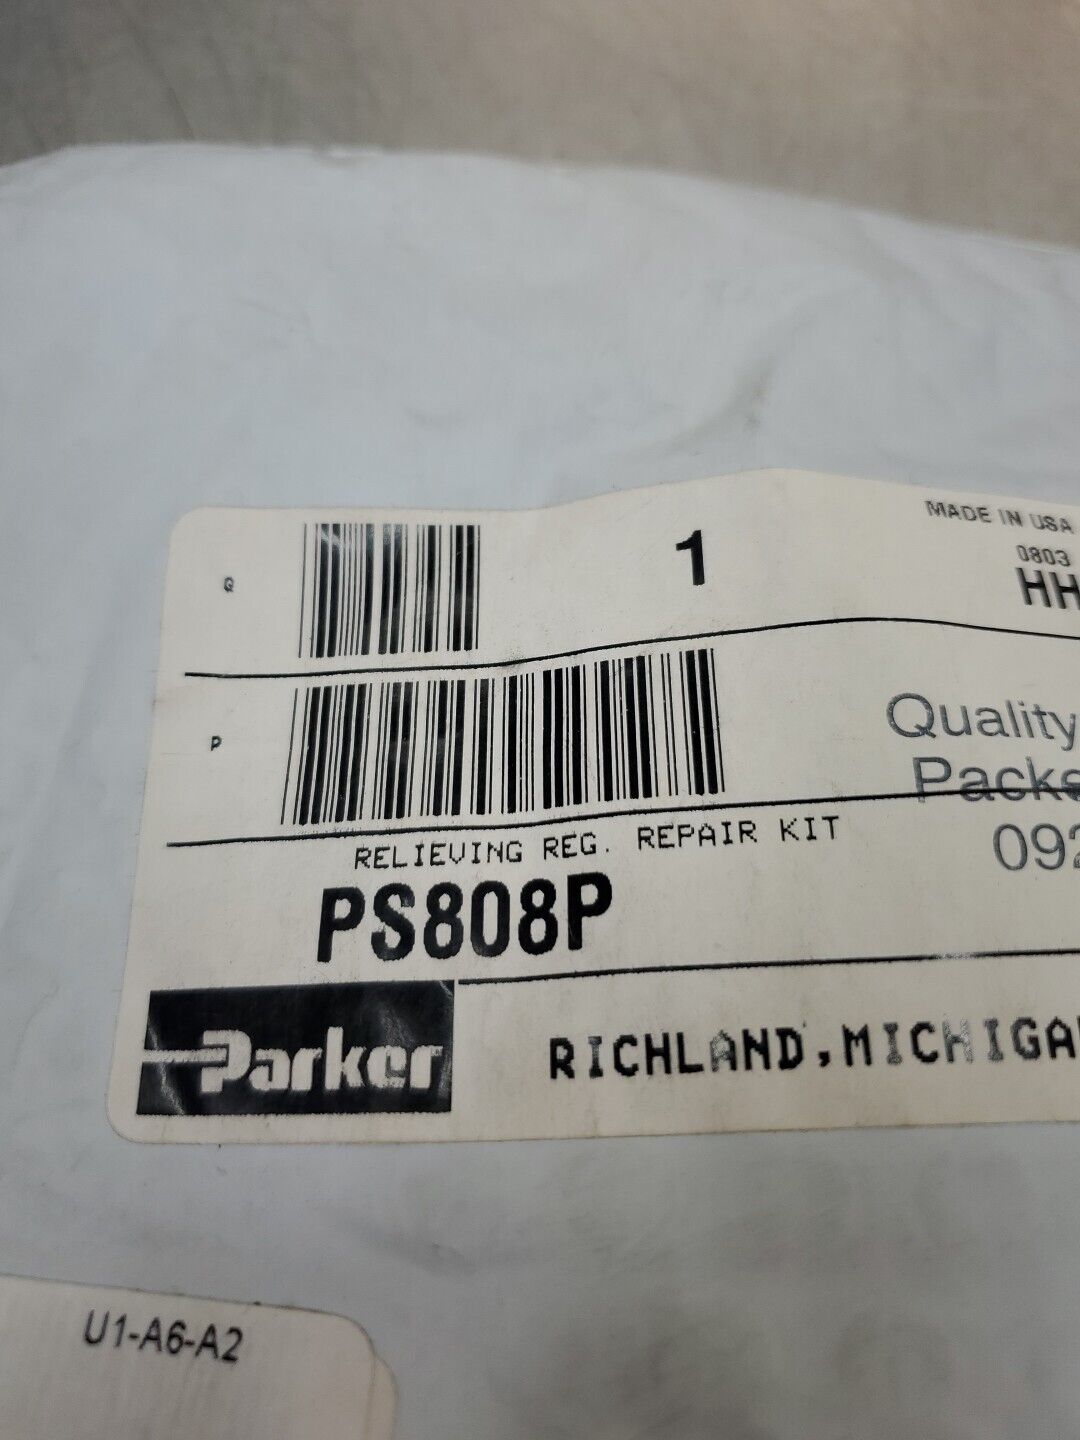 Q
1
MADE IN USA
0803
HH
P
Quality
Packe
092
RELIEVING REG. REPAIR KIT
PS808P
Parker
RICHLAND,MICHIGA
U1-A6-A2